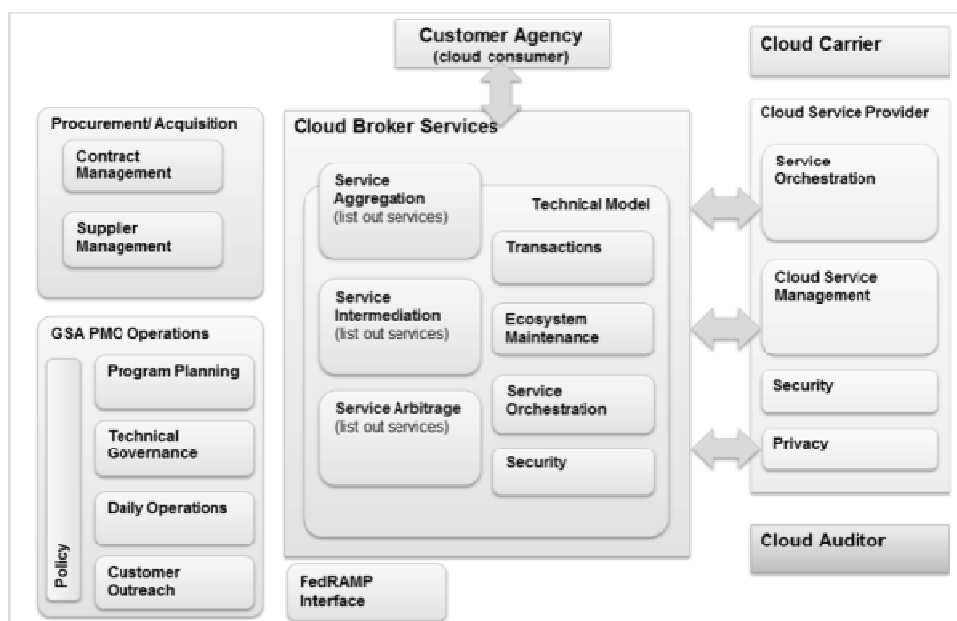 Customer Agency
(cloud consumer)
Cloud Carrier
Procurement/ Acquisition
Contract
Management
Supplier
Management
GSA PMC Operations
Policy
Program Planning
Technical
Governance
Daily Operations
Customer
Outreach
Cloud Broker Services
Service
Aggregation
(list out services)
Service
Intermediation
(list out services)
Service Arbitrage
(list out services)
Technical Model
Transactions
Ecosystem
Maintenance
Service
Orchestration
Security
FedRAMP
Interface
Cloud Service Provider
Service
Orchestration
Cloud Service
Management
Security
Privacy
Cloud Auditor